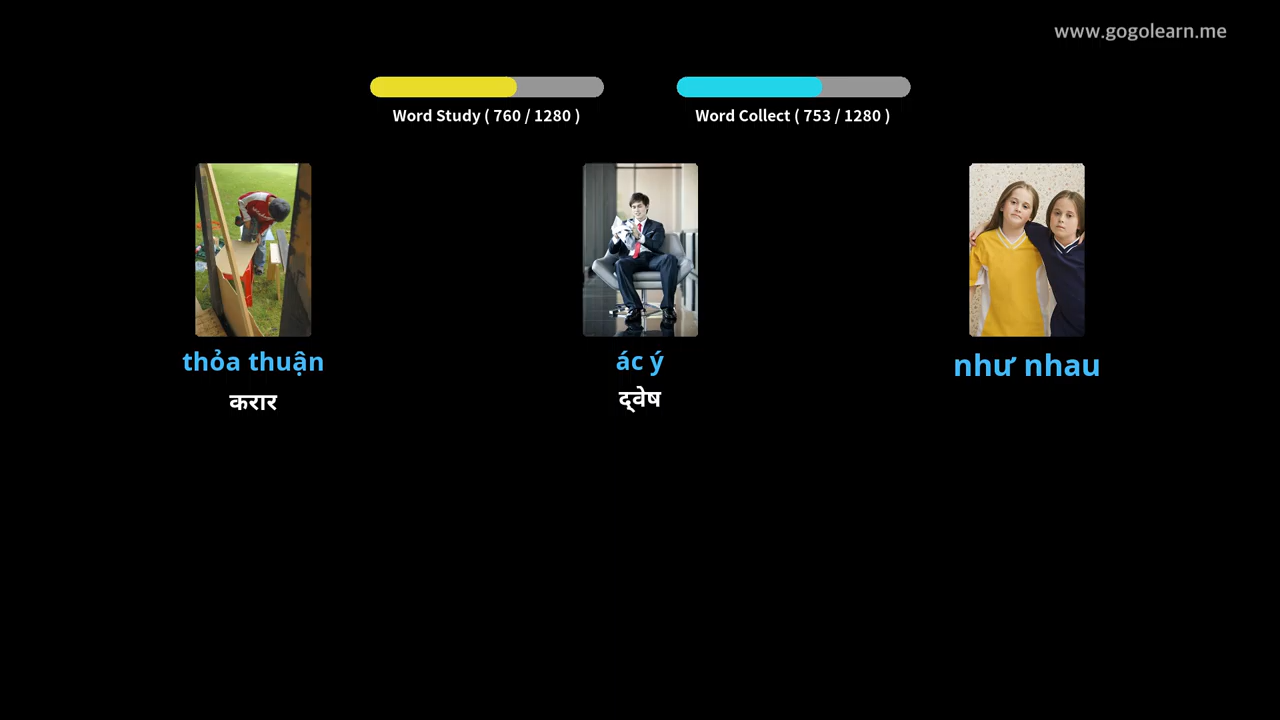 www.gogolearn.me
Word Study ( 760 / 1280 )
Word Collect ( 753 / 1280 )
thỏa thuận
करार
ác ý
द्वेष
như nhau